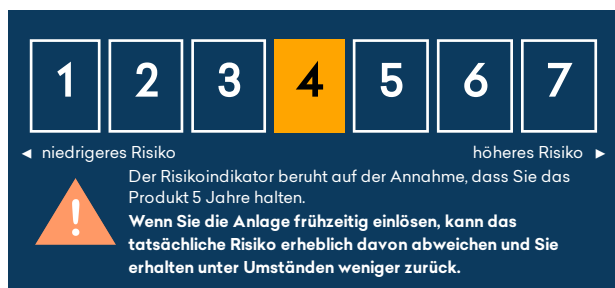 1 2 3 4 5 6 7
◄ niedrigeres Risiko höheres Risiko ►
Der Risikoindikator beruht auf der Annahme, dass Sie das
Produkt 5 Jahre halten.
Wenn Sie die Anlage frühzeitig einlösen, kann das
tatsächliche Risiko erheblich davon abweichen und Sie
erhalten unter Umständen weniger zurück.
!